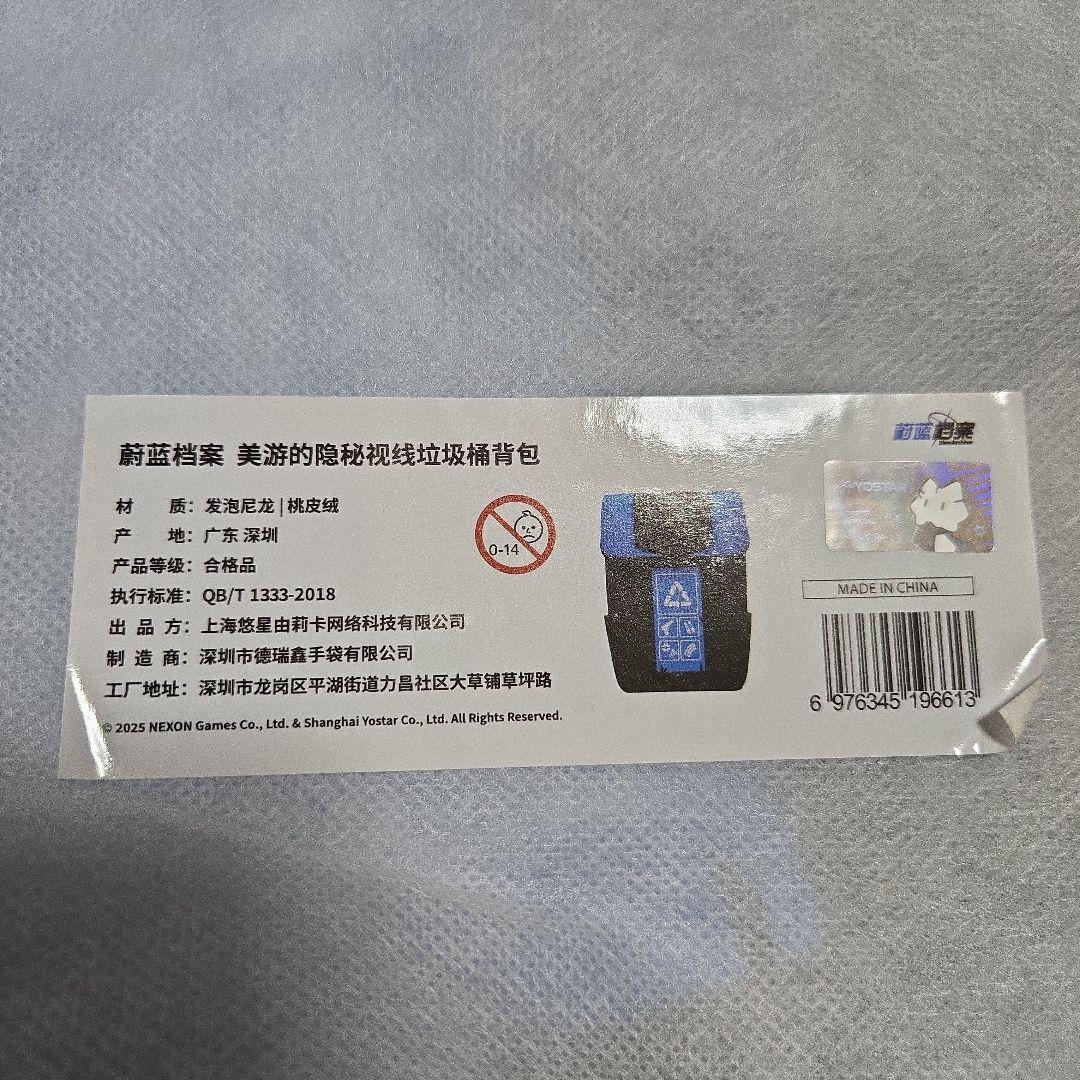 蔚蓝档案 美游的隐秘视线垃圾桶背包
材 质：发泡尼龙|桃皮绒
产 地：广东 深圳
产品等级：合格品
执行标准：QB/T 1333-2018
出 品 方：上海悠星由莉卡网络科技有限公司
制 造 商：深圳市德瑞鑫手袋有限公司
工厂地址：深圳市龙岗区平湖街道力昌社区大草铺草坪路
© 2025 NEXON Games Co., Ltd. & Shanghai Yostar Co., Ltd. All Rights Reserved.
0-14
蔚蓝档案
YOSTAR
MADE IN CHINA
6 976345 196613